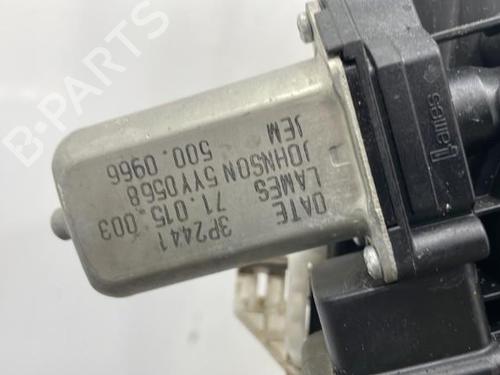 DATE 3P2441
LAMES 71.015.003
JOHNSON 5YY0568
JEM 500.0966
Lames
B-PARTS